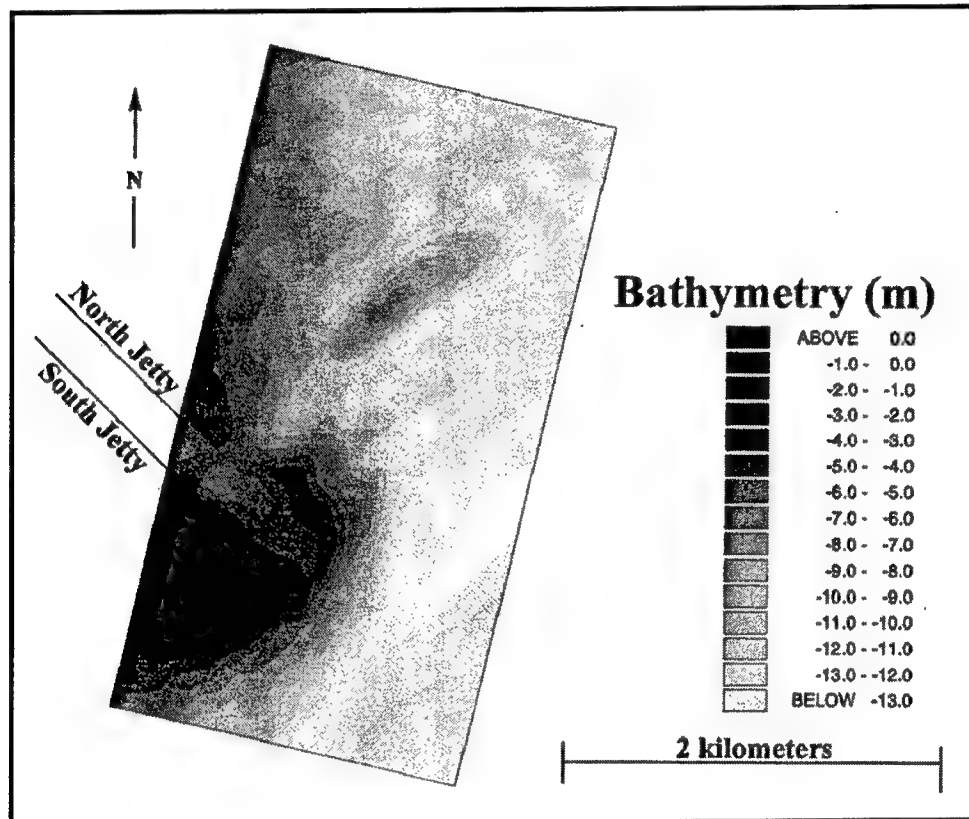 N
North Jetty
South Jetty
Bathymetry (m)
ABOVE 0.0
-1.0 - 0.0
-2.0 - -1.0
-3.0 - -2.0
-4.0 - -3.0
-5.0 - -4.0
-6.0 - -5.0
-7.0 - -6.0
-8.0 - -7.0
-9.0 - -8.0
-10.0 - -9.0
-11.0 - -10.0
-12.0 - -11.0
-13.0 - -12.0
BELOW -13.0
2 kilometers